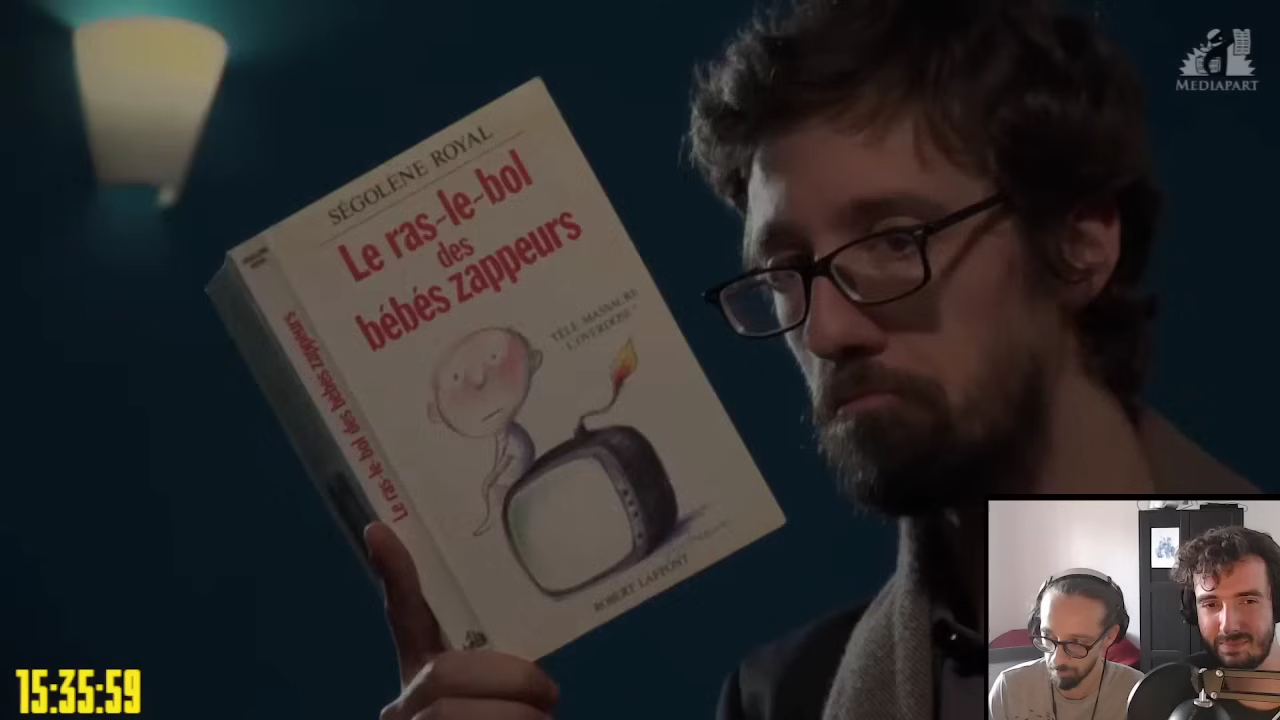 MEDIAPART
SÉGOLÈNE ROYAL
Le ras-le-bol
des
bébés zappeurs
TÉLÉ-MASSACRE
L'OVERDOSE ?
Le ras-le-bol des bébés zappeurs
ROBERT LAFFONT
15:35:59